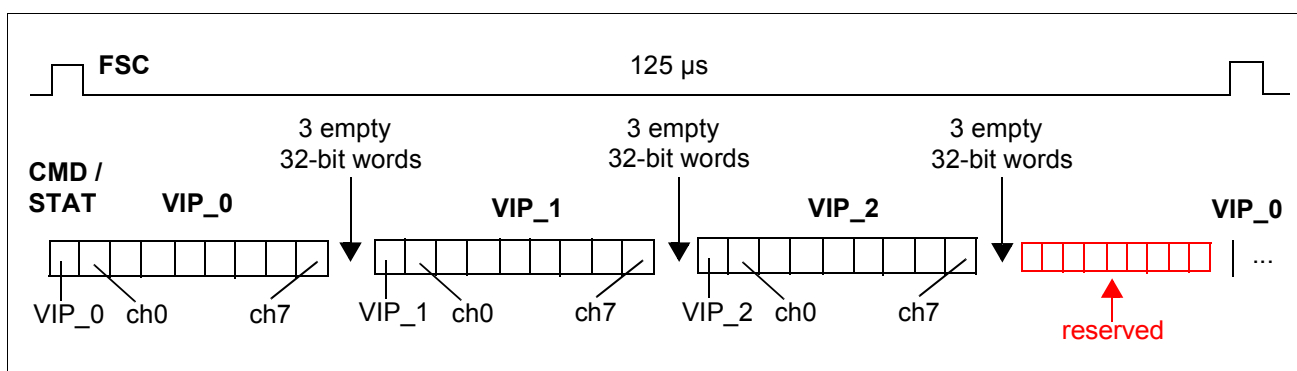 FSC
125 µs
3 empty
32-bit words
3 empty
32-bit words
3 empty
32-bit words
CMD /
STAT
VIP_0
VIP_1
VIP_2
VIP_0
...
VIP_0
ch0
ch7
VIP_1
ch0
ch7
VIP_2
ch0
ch7
reserved